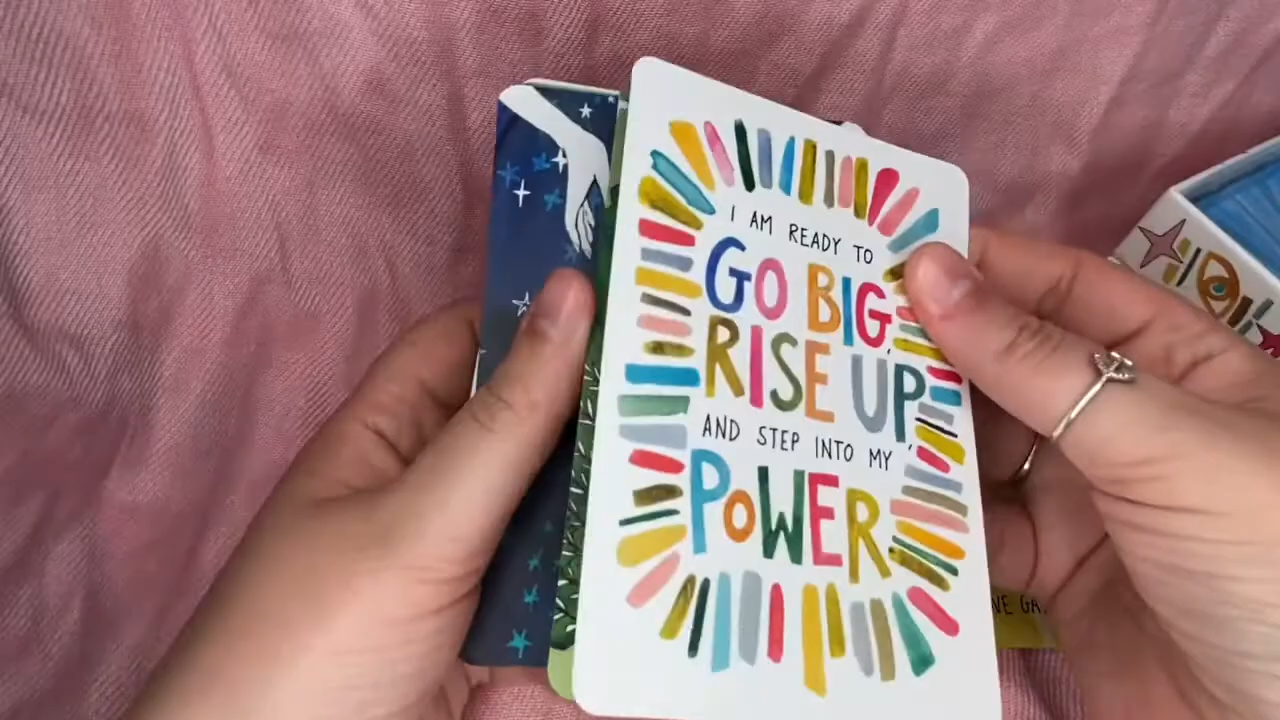 I AM READY TO
GO BIG,
RISE UP,
AND STEP INTO MY
POWER